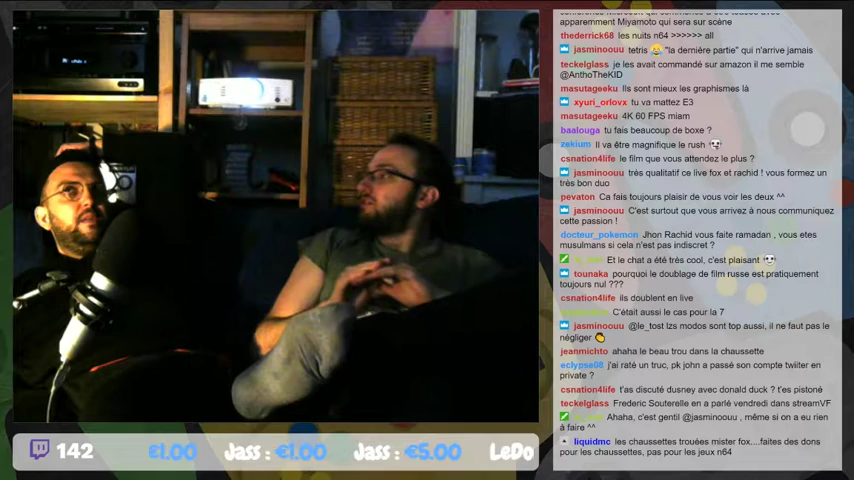 apparemment Miyamoto qui sera sur scène
thederrick68 les nuits n64 >>>>>> all
jasminoouu tetris 😂 "la dernière partie" qui n'arrive jamais
teckelglass je les avait commandé sur amazon il me semble
@AnthoTheKID
masutageeku Ils sont mieux les graphismes là
xyuri_orlovx tu va mattez E3
masutageeku 4K 60 FPS miam
baalouga tu fais beaucoup de boxe ?
zekium Il va être magnifique le rush
csnation4life le film que vous attendez le plus ?
jasminoouu très qualitatif ce live fox et rachid ! vous formez un
très bon duo
pevaton Ca fais toujours plaisir de vous voir les deux ^^
jasminoouu C'est surtout que vous arrivez à nous communiquez
cette passion !
docteur_pokemon Jhon Rachid vous faite ramadan , vous etes
musulmans si cela n'est pas indiscret ?
Et le chat a été très cool, c'est plaisant
tounaka pourquoi le doublage de film russe est pratiquement
toujours nul ???
csnation4life ils doublent en live
C'était aussi le cas pour la 7
jasminoouu @le_tost lzs modos sont top aussi, il ne faut pas le
négliger 👏
jeanmichto ahaha le beau trou dans la chaussette
eclypse08 j'ai raté un truc, pk john a passé son compte twiiter en
private ?
csnation4life t'as discuté dusney avec donald duck ? t'es pistoné
teckelglass Frederic Souterelle en a parlé vendredi dans streamVF
Ahaha, c'est gentil @jasminoouu , même si on a eu rien
à faire ^^
liquidmc les chaussettes trouées mister fox....faites des dons
pour les chaussettes, pas pour les jeux n64
142 €1.00 Jass : €1.00 Jass : €5.00 LeDo